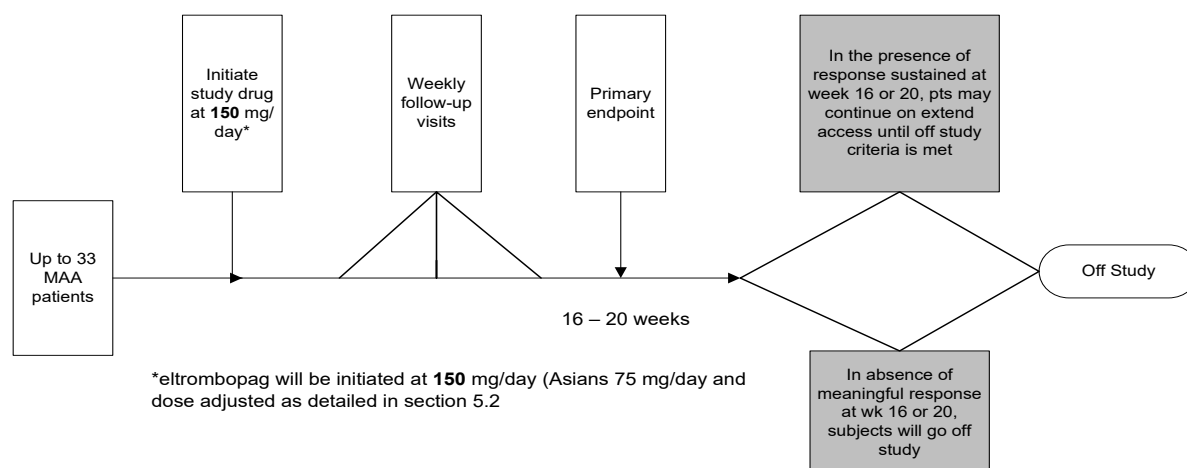 Up to 33
MAA
patients
Initiate
study drug
at 150 mg/
day*
Weekly
follow-up
visits
Primary
endpoint
16 – 20 weeks
In the presence of
response sustained at
week 16 or 20, pts may
continue on extend
access until off study
criteria is met
In absence of
meaningful response
at wk 16 or 20,
subjects will go off
study
Off Study
*eltrombopag will be initiated at 150 mg/day (Asians 75 mg/day and
dose adjusted as detailed in section 5.2